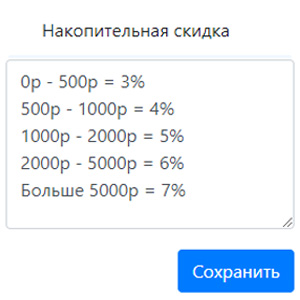 Накопительная скидка
0р - 500р = 3%
500р - 1000р = 4%
1000р - 2000р = 5%
2000р - 5000р = 6%
Больше 5000р = 7%
Сохранить